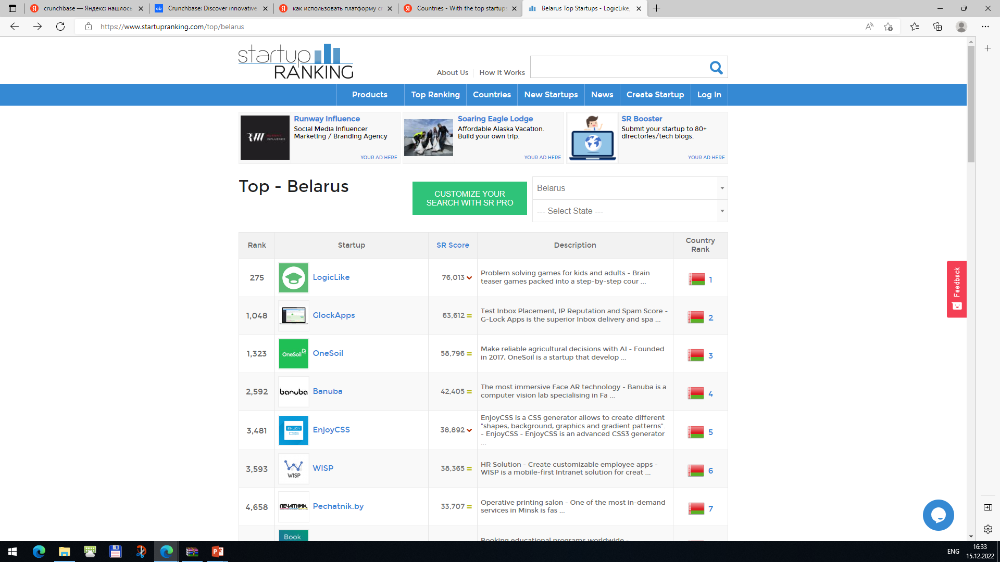 crunchbase — Яндекс: нашлось
Crunchbase: Discover innovative
как использовать платформу cr
Countries - With the top startups
Belarus Top Startups - LogicLike,
https://www.startupranking.com/top/belarus
startup
RANKING
About Us
How It Works
Products
Top Ranking
Countries
New Startups
News
Create Startup
Log In
RUNWAY
INFLUENCE
Runway Influence
Social Media Influencer
Marketing / Branding Agency
YOUR AD HERE
Soaring Eagle Lodge
Affordable Alaska Vacation.
Build your own trip.
YOUR AD HERE
SR Booster
Submit your startup to 80+
directories/tech blogs.
YOUR AD HERE
Top - Belarus
CUSTOMIZE YOUR
SEARCH WITH SR PRO
Belarus
--- Select State ---
Rank
Startup
SR Score
Description
Country
Rank
275
LogicLike
76,013
Problem solving games for kids and adults - Brain
teaser games packed into a step-by-step cour ...
1
1,048
GlockApps
63,612
Test Inbox Placement, IP Reputation and Spam Score -
G-Lock Apps is the superior Inbox delivery and spa ...
2
1,323
OneSoil
OneSoil
58,796
Make reliable agricultural decisions with AI - Founded
in 2017, OneSoil is a startup that develop ...
3
2,592
banuba
Banuba
42,405
The most immersive Face AR technology - Banuba is a
computer vision lab specialising in Fa ...
4
3,481
ENJOY
CSS
EnjoyCSS
38,892
EnjoyCSS is a CSS generator allows to create different
"shapes, background, graphics and gradient patterns".
- EnjoyCSS - EnjoyCSS is an advanced CSS3 generator
...
5
3,593
WISP
WISP
38,365
HR Solution - Create customizable employee apps -
WISP is a mobile-first Intranet solution for creat ...
6
4,658
ПЕЧАТНИК
Pechatnik.by
33,707
Operative printing salon - One of the most in-demand
services in Minsk is fas ...
7
Book
Booking educational programs worldwide -
Feedback
ENG
16:33
15.12.2022